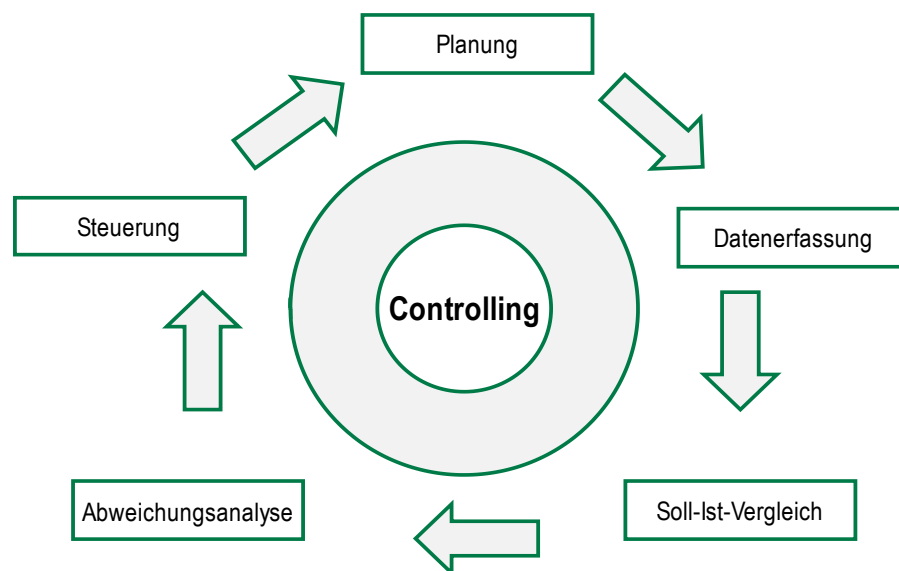 Planung
Steuerung
Datenerfassung
Controlling
Abweichungsanalyse
Soll-Ist-Vergleich